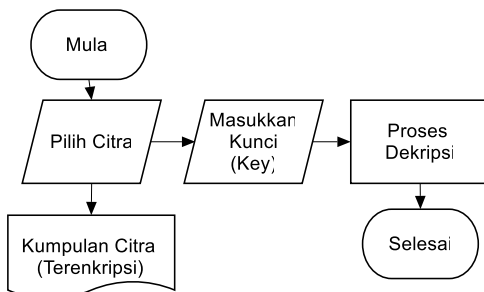 Mula
Pilih Citra
Masukkan
Kunci
(Key)
Proses
Dekripsi
Kumpulan Citra
(Terenkripsi)
Selesai